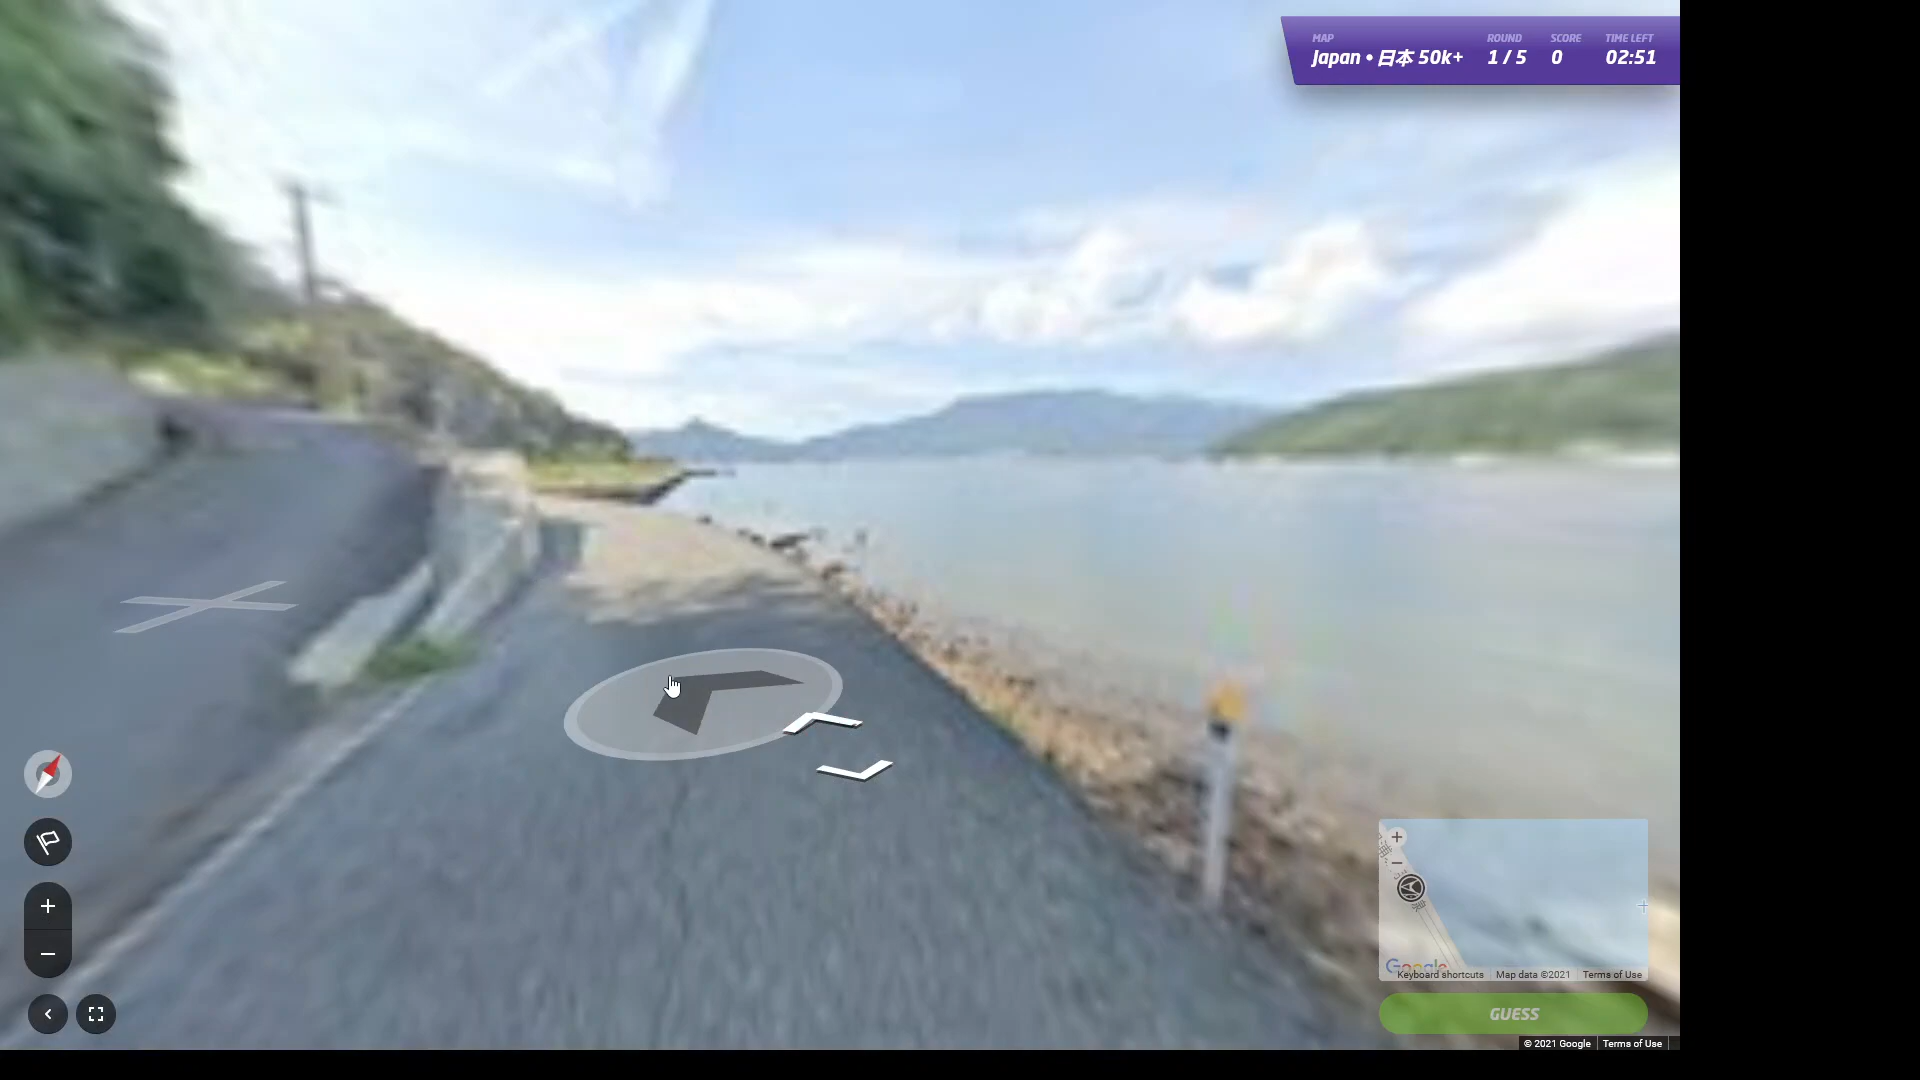 MAP
Japan • 日本 50k+
ROUND
1 / 5
SCORE
0
TIME LEFT
02:51
Google
Keyboard shortcuts
Map data ©2021
Terms of Use
GUESS
© 2021 Google
Terms of Use